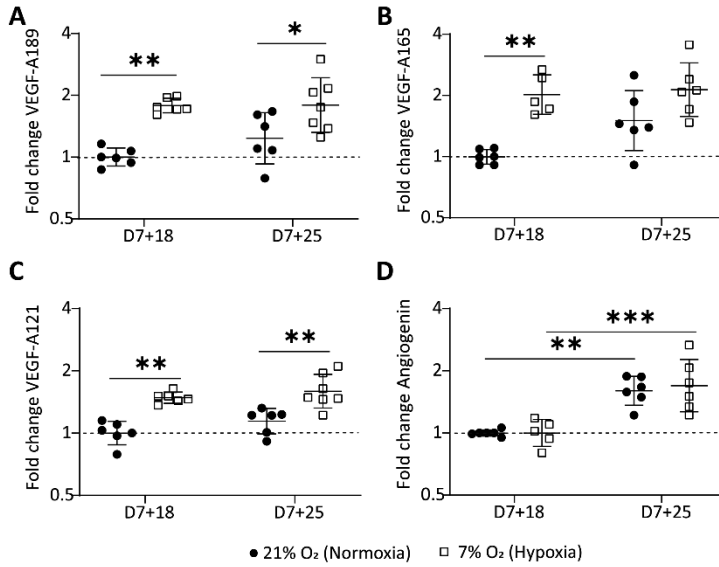 A
Fold change VEGF-A189
4
2
1
0.5
**
*
D7+18
D7+25
B
Fold change VEGF-A165
4
2
1
0.5
**
D7+18
D7+25
C
Fold change VEGF-A121
4
2
1
0.5
**
**
D7+18
D7+25
D
Fold change Angiogenin
4
2
1
0.5
***
**
D7+18
D7+25
21% O₂ (Normoxia)
7% O₂ (Hypoxia)